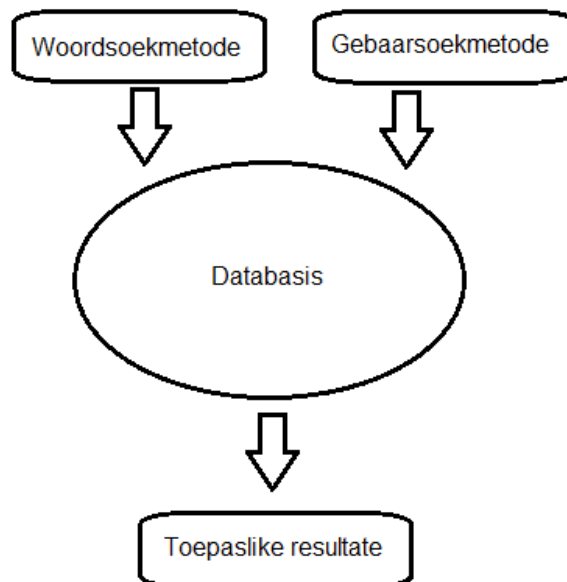 Woordsoekmetode
Gebaarsoekmetode
Databasis
Toepaslike resultate